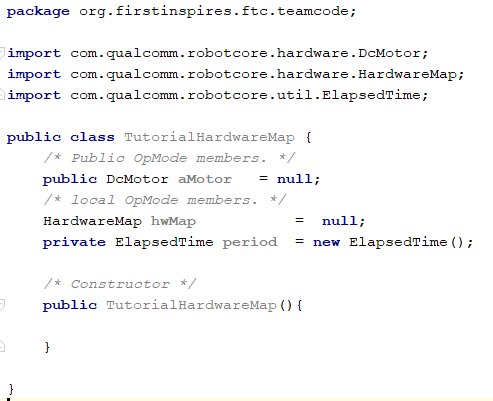 package org.firstinspires.ftc.teamcode;
import com.qualcomm.robotcore.hardware.DcMotor;
import com.qualcomm.robotcore.hardware.HardwareMap;
import com.qualcomm.robotcore.util.ElapsedTime;
public class TutorialHardwareMap {
/* Public OpMode members. */
public DcMotor aMotor = null;
/* local OpMode members. */
HardwareMap hwMap = null;
private ElapsedTime period = new ElapsedTime();
/* Constructor */
public TutorialHardwareMap(){
}
}